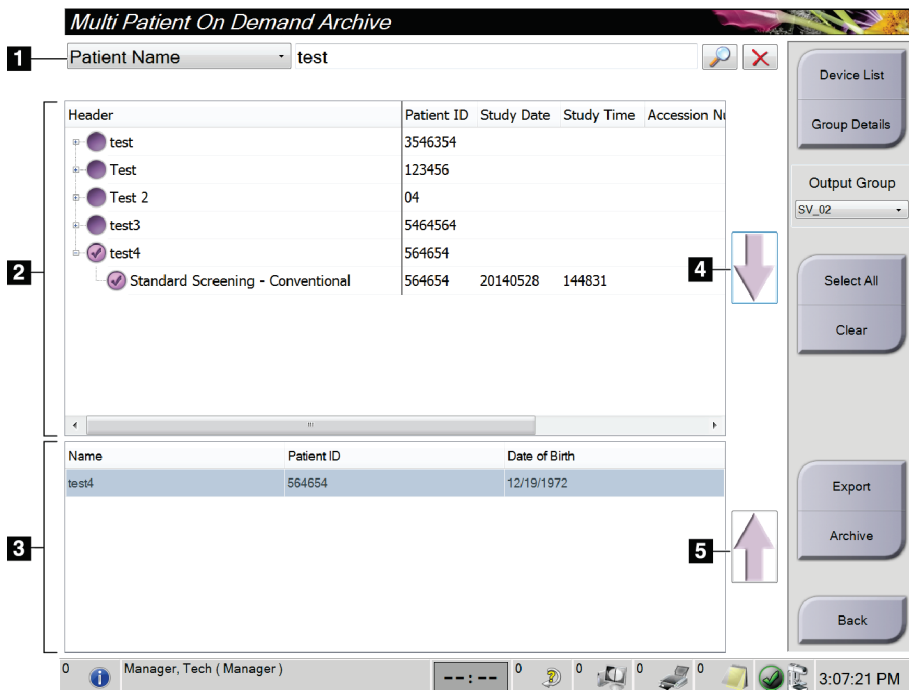 Multi Patient On Demand Archive
1
Patient Name
test
Device List
Group Details
Output Group
SV_02
Select All
Clear
Export
Archive
Back
2
Header Patient ID Study Date Study Time Accession Nu
test 3546354
Test 123456
Test 2 04
test3 5464564
test4 564654
Standard Screening - Conventional 564654 20140528 144831
4
3
Name Patient ID Date of Birth
test4 564654 12/19/1972
5
0 Manager, Tech ( Manager ) --:-- 0 0 0 0 3:07:21 PM